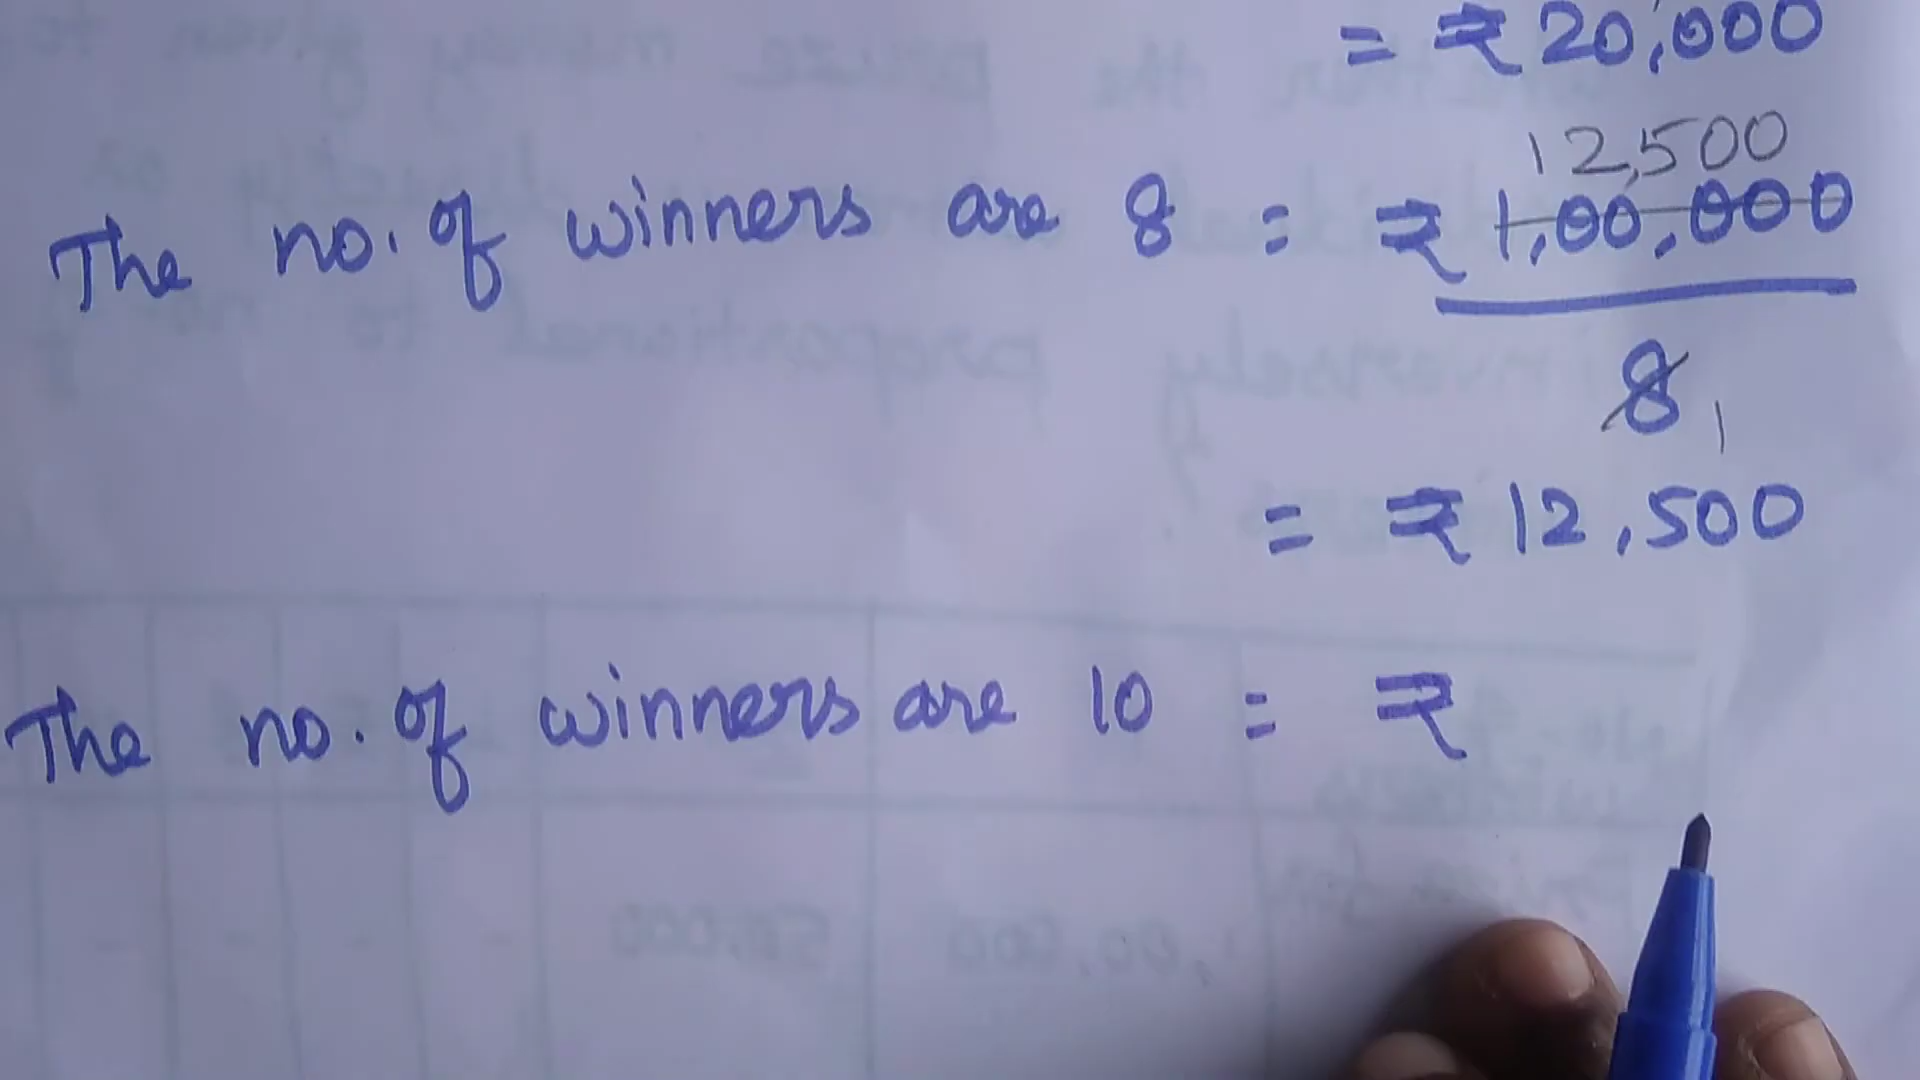 = ₹ 20,000
12,500
The no. of winners are 8 = ₹ 1,00,000
8 1
= ₹ 12,500
The no. of winners are 10 = ₹